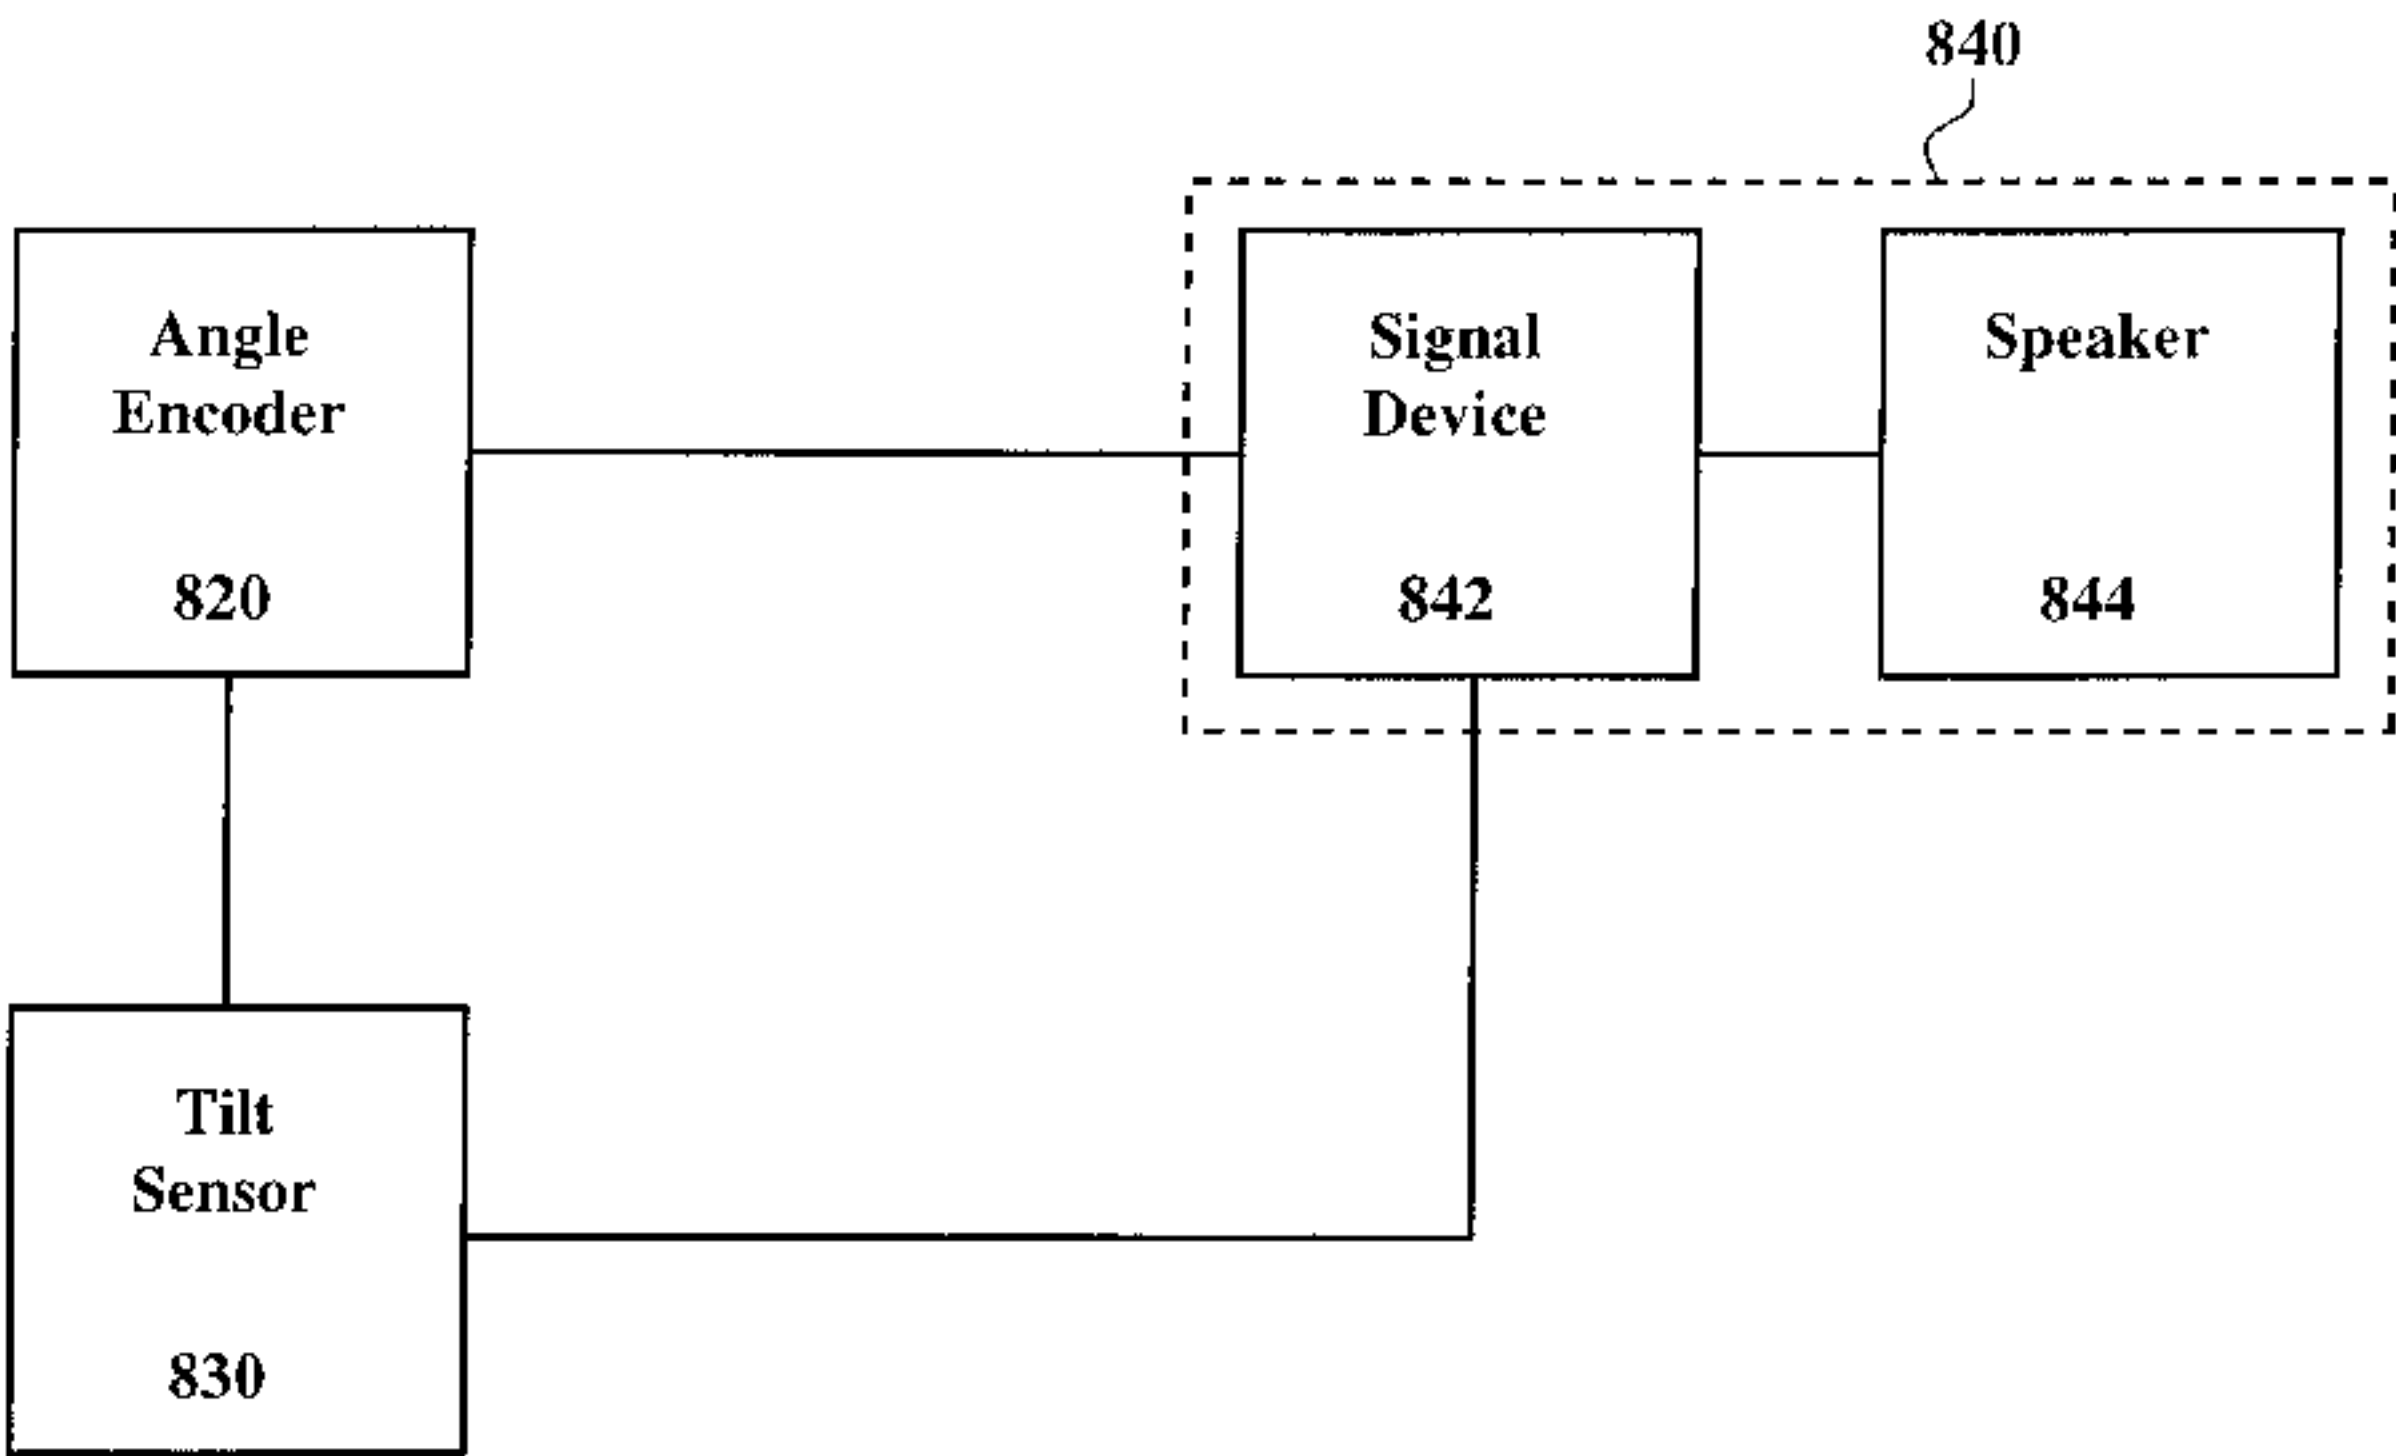 840
Angle
Encoder
820
Signal
Device
842
Speaker
844
Tilt
Sensor
830